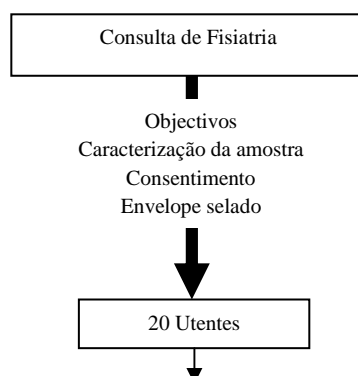 Consulta de Fisiatria
Objectivos
Caracterização da amostra
Consentimento
Envelope selado
20 Utentes